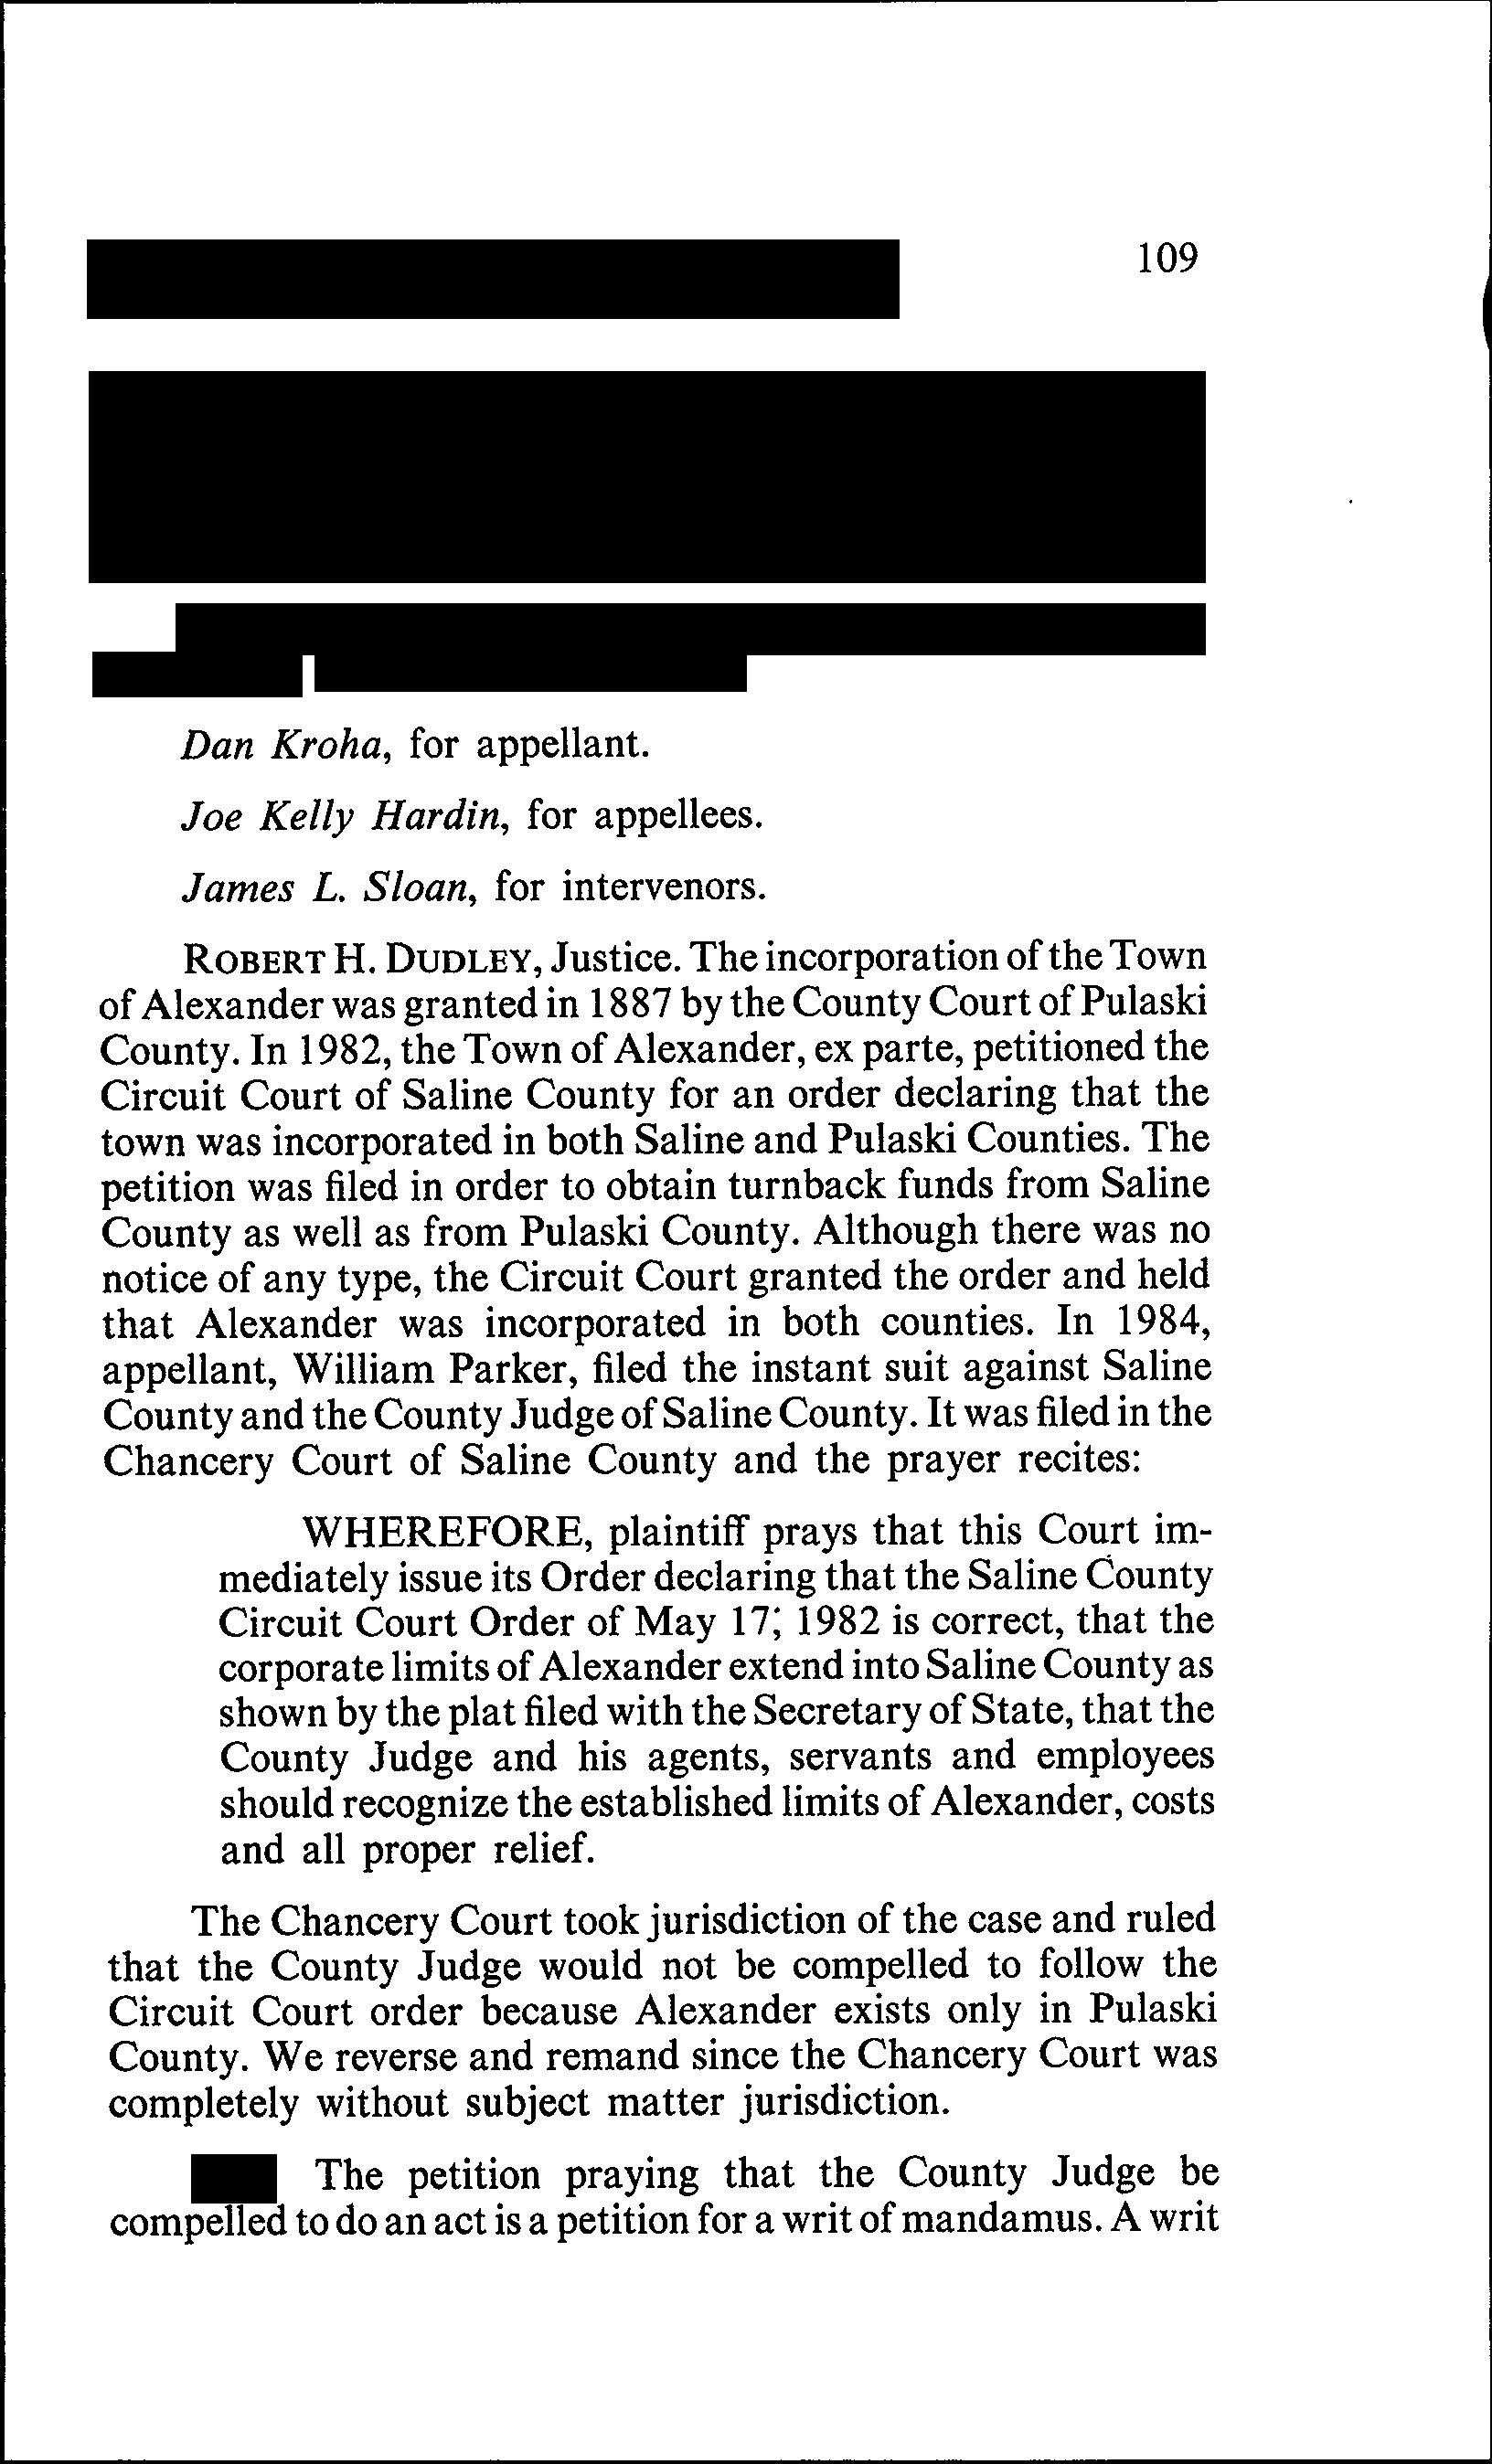 109
Dan Kroha, for appellant.
Joe Kelly Hardin, for appellees.
James L. Sloan, for intervenors.
ROBERT H. DUDLEY, Justice. The incorporation of the Town
of Alexander was granted in 1887 by the County Court of Pulaski
County. In 1982, the Town of Alexander, ex parte, petitioned the
Circuit Court of Saline County for an order declaring that the
town was incorporated in both Saline and Pulaski Counties. The
petition was filed in order to obtain turnback funds from Saline
County as well as from Pulaski County. Although there was no
notice of any type, the Circuit Court granted the order and held
that Alexander was incorporated in both counties. In 1984,
appellant, William Parker, filed the instant suit against Saline
County and the County Judge of Saline County. It was filed in the
Chancery Court of Saline County and the prayer recites:
WHEREFORE, plaintiff prays that this Court im-
mediately issue its Order declaring that the Saline County
Circuit Court Order of May 17; 1982 is correct, that the
corporate limits of Alexander extend into Saline County as
shown by the plat filed with the Secretary of State, that the
County Judge and his agents, servants and employees
should recognize the established limits of Alexander, costs
and all proper relief.
The Chancery Court took jurisdiction of the case and ruled
that the County Judge would not be compelled to follow the
Circuit Court order because Alexander exists only in Pulaski
County. We reverse and remand since the Chancery Court was
completely without subject matter jurisdiction.
The petition praying that the County Judge be
compelled to do an act is a petition for a writ of mandamus. A writ